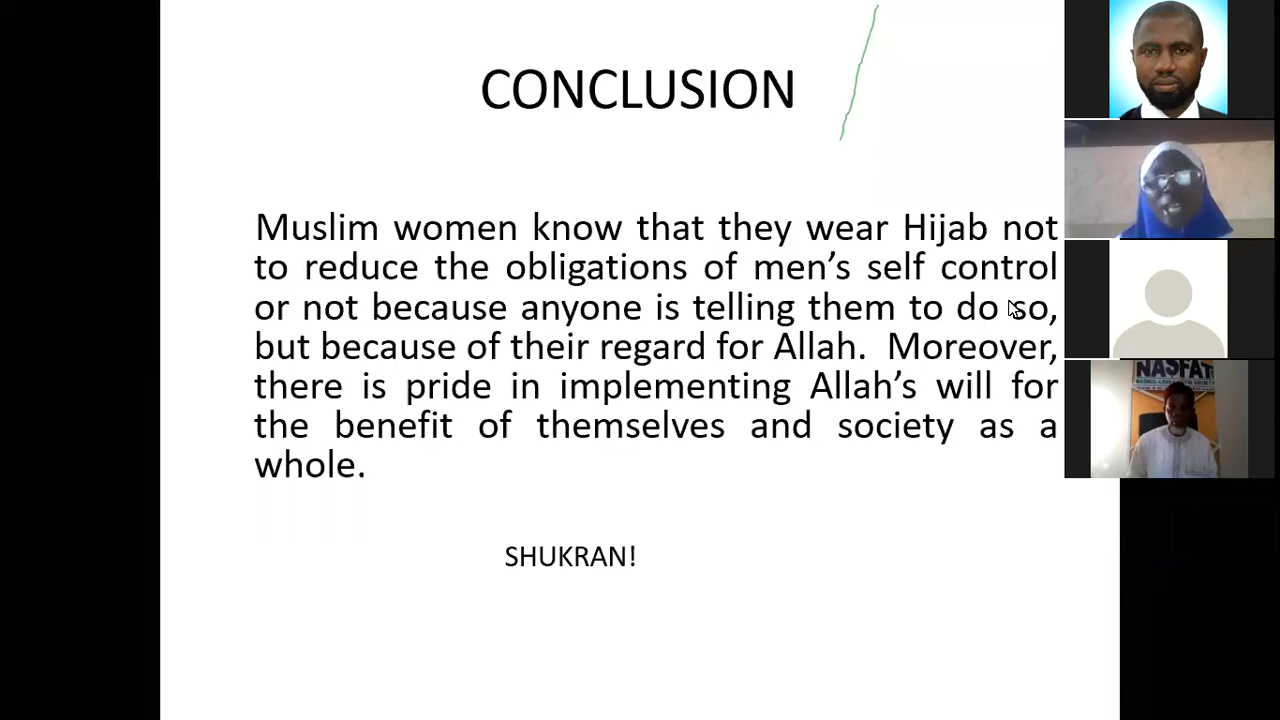 CONCLUSION
Muslim women know that they wear Hijab not
to reduce the obligations of men’s self control
or not because anyone is telling them to do so,
but because of their regard for Allah.  Moreover,
there is pride in implementing Allah’s will for
the benefit of themselves and society as a
whole.
SHUKRAN!
NASFAT